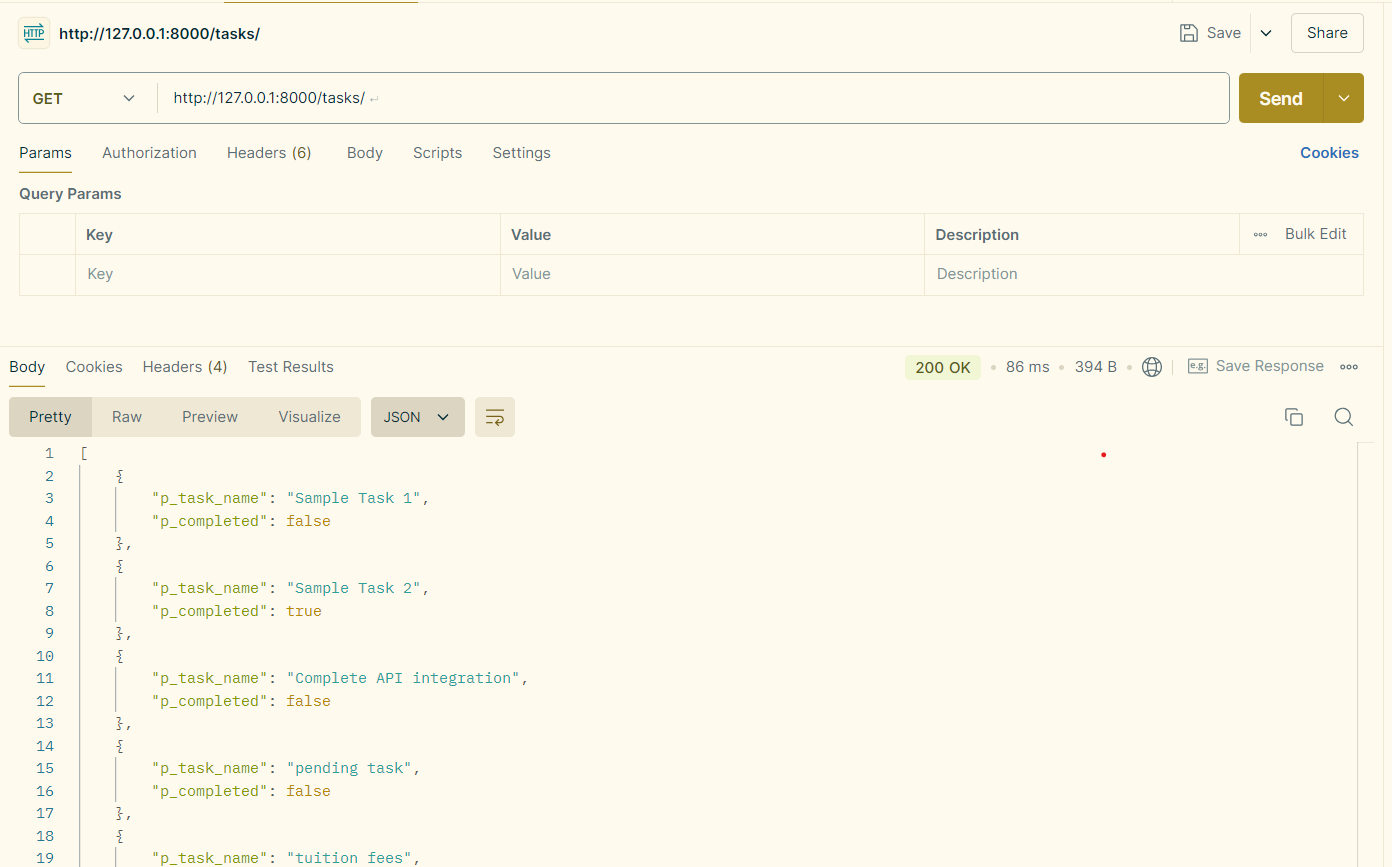 HTTP http://127.0.0.1:8000/tasks/ Save Share
GET http://127.0.0.1:8000/tasks/ Send
Params Authorization Headers (6) Body Scripts Settings Cookies
Query Params
Key Value Description Bulk Edit
Key Value Description
Body Cookies Headers (4) Test Results 200 OK 86 ms 394 B e.g. Save Response
Pretty Raw Preview Visualize JSON
1 [
2 {
3 "p_task_name": "Sample Task 1",
4 "p_completed": false
5 },
6 {
7 "p_task_name": "Sample Task 2",
8 "p_completed": true
9 },
10 {
11 "p_task_name": "Complete API integration",
12 "p_completed": false
13 },
14 {
15 "p_task_name": "pending task",
16 "p_completed": false
17 },
18 {
19 "p_task_name": "tuition fees",